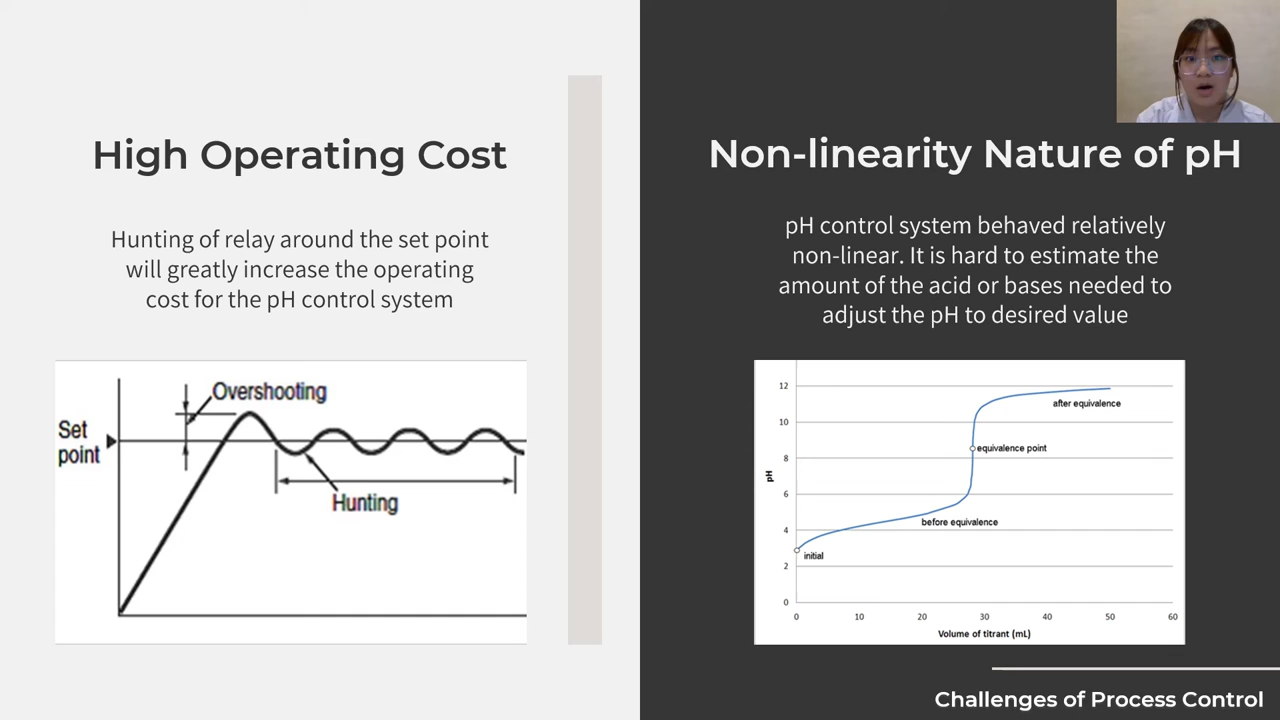 High Operating Cost
Hunting of relay around the set point
will greatly increase the operating
cost for the pH control system
Overshooting
Set
point
Hunting
Non-linearity Nature of pH
pH control system behaved relatively
non-linear. It is hard to estimate the
amount of the acid or bases needed to
adjust the pH to desired value
12
after equivalence
10
equivalence point
8
pH
6
before equivalence
4
initial
2
0
0 10 20 30 40 50 60
Volume of titrant (mL)
Challenges of Process Control